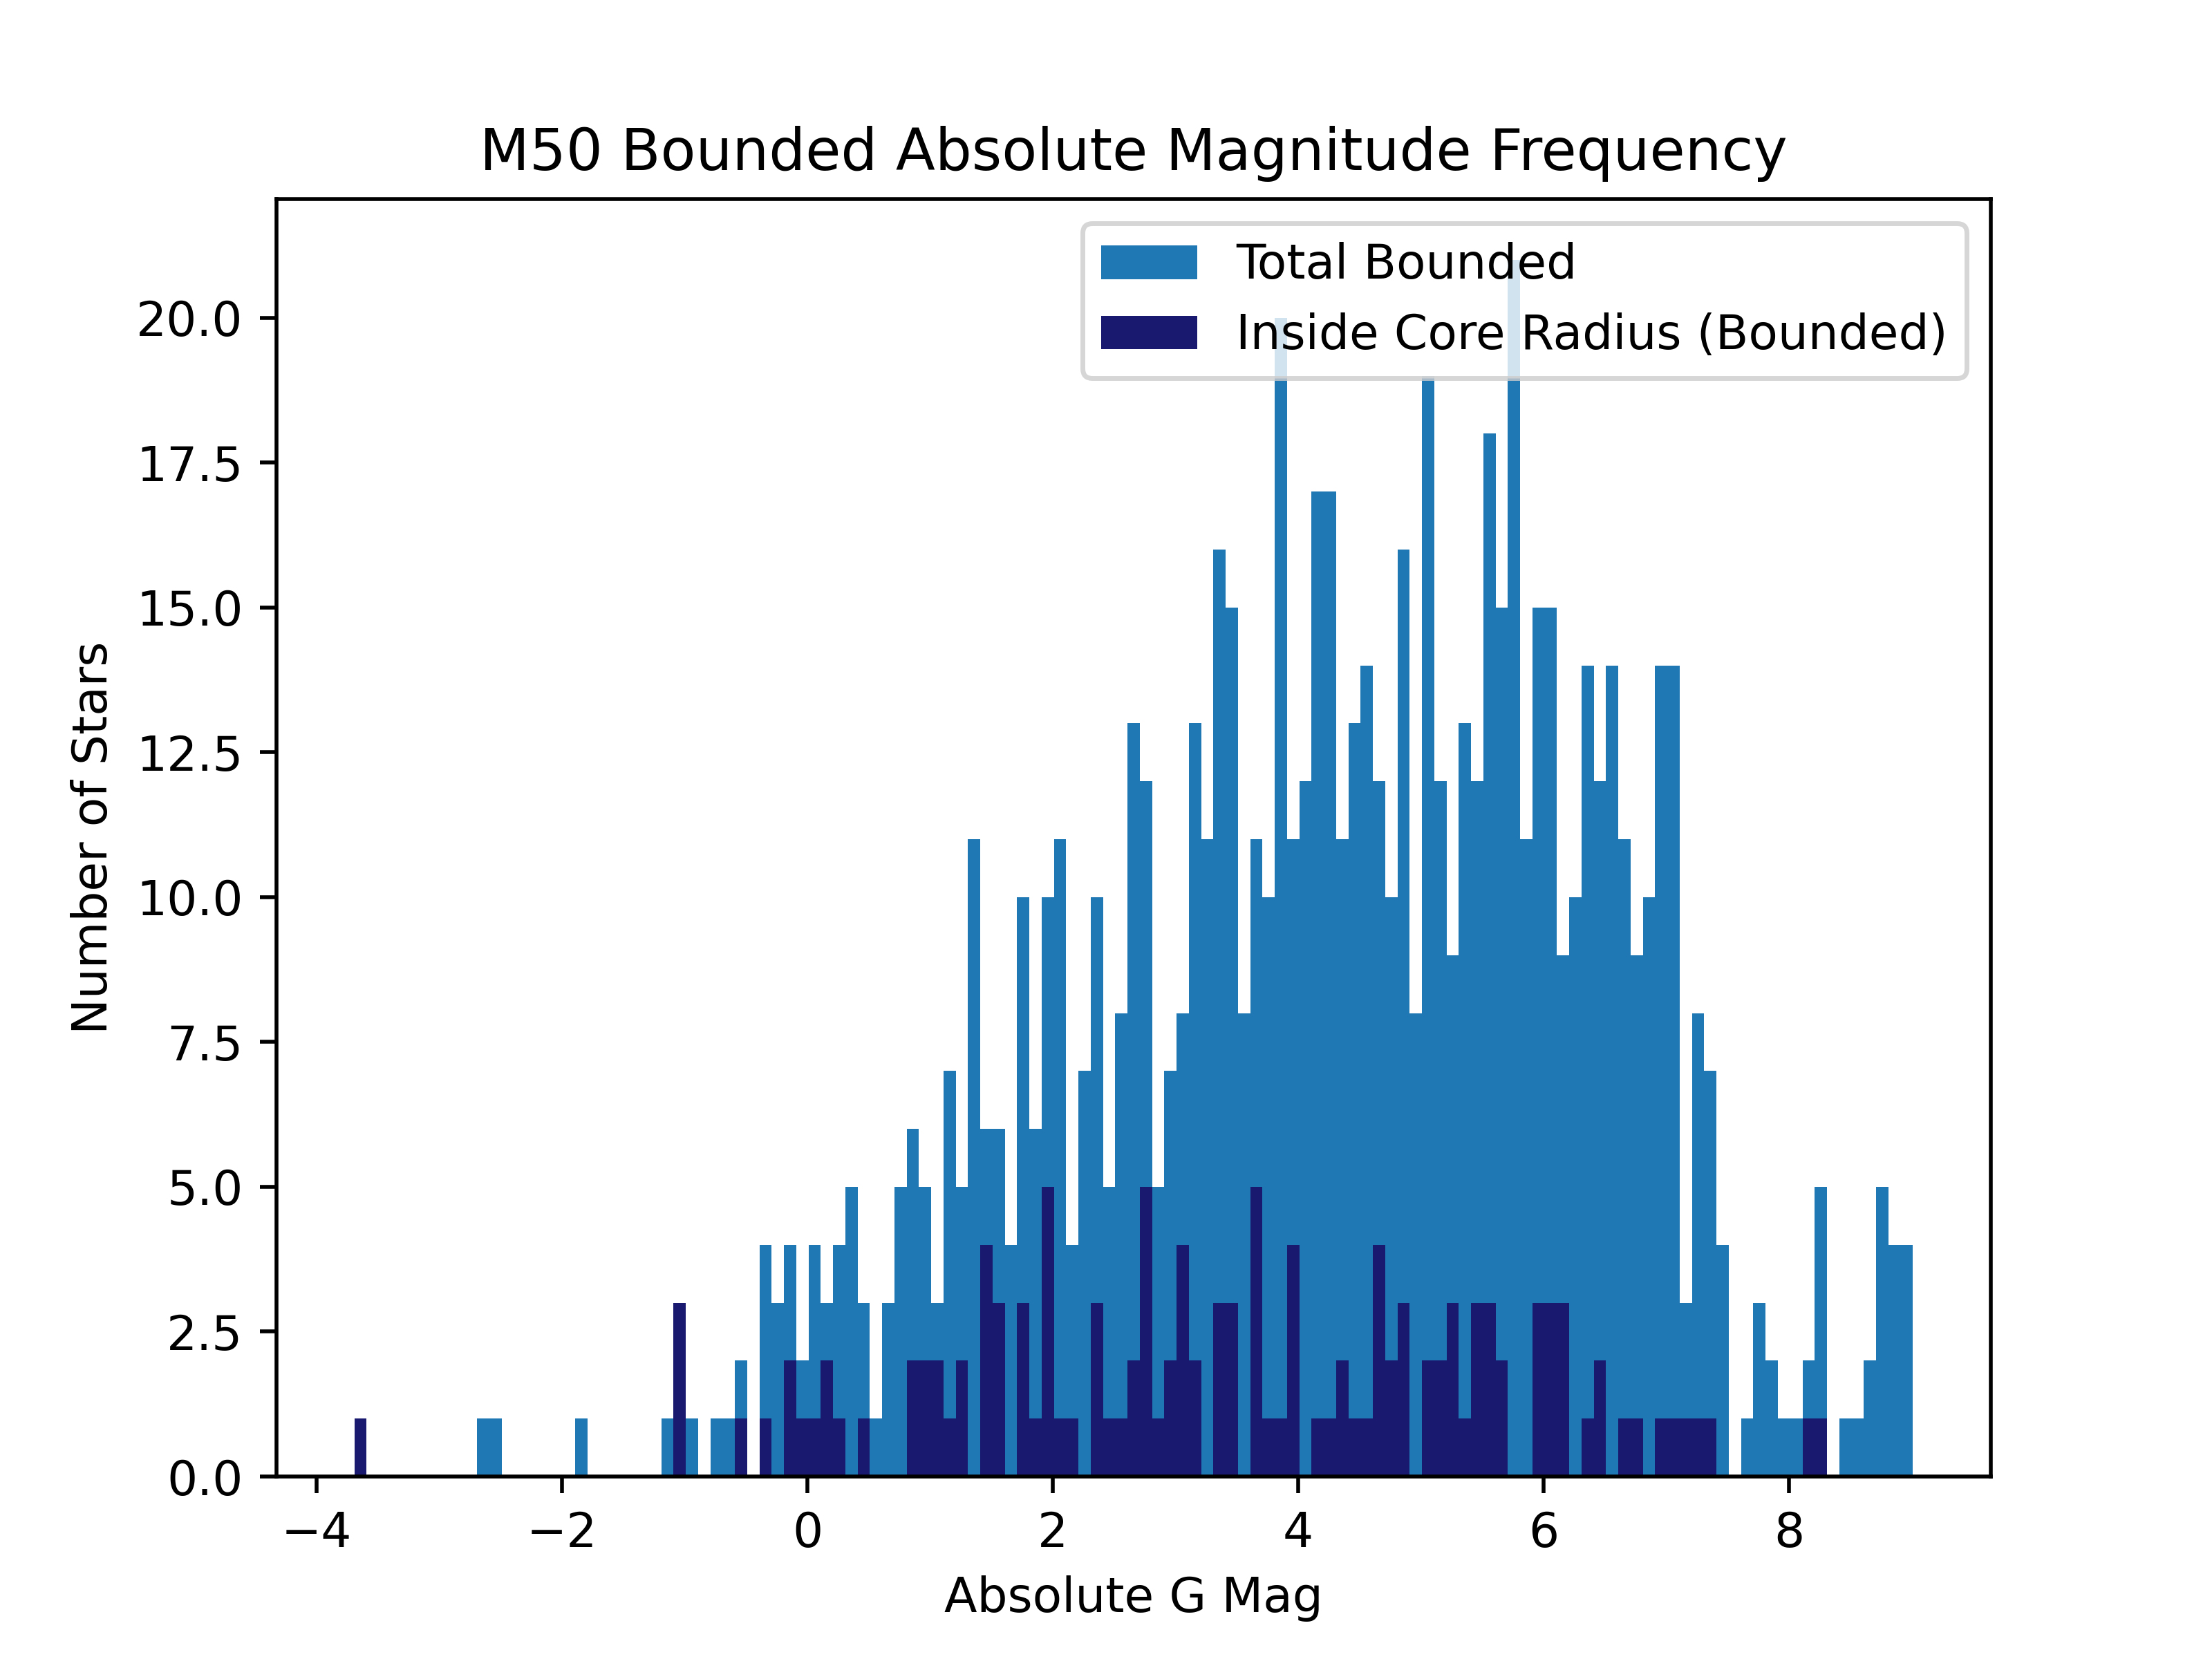 M50 Bounded Absolute Magnitude Frequency
Total Bounded
Inside Core Radius (Bounded)
20.0
17.5
15.0
12.5
10.0
7.5
5.0
2.5
0.0
Number of Stars
−4 −2 0 2 4 6 8
Absolute G Mag